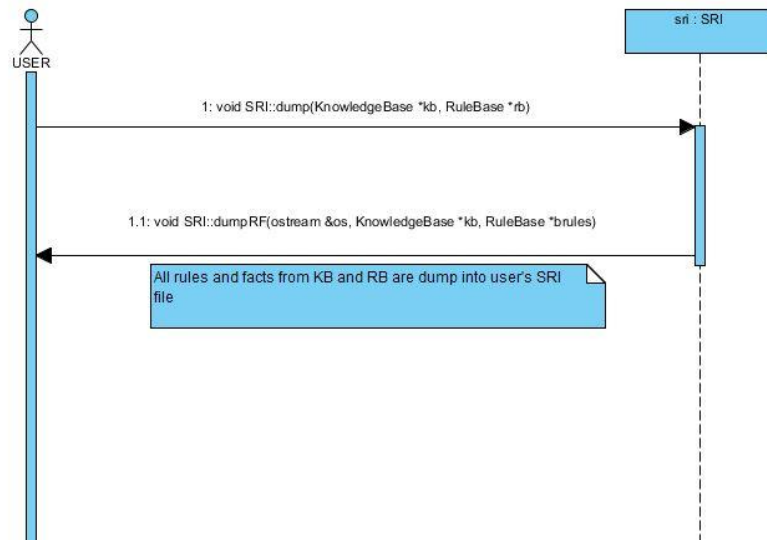 sri : SRI
USER
1: void SRI::dump(KnowledgeBase *kb, RuleBase *rb)
1.1: void SRI::dumpRF(ostream &os, KnowledgeBase *kb, RuleBase *brules)
All rules and facts from KB and RB are dump into user's SRI
file